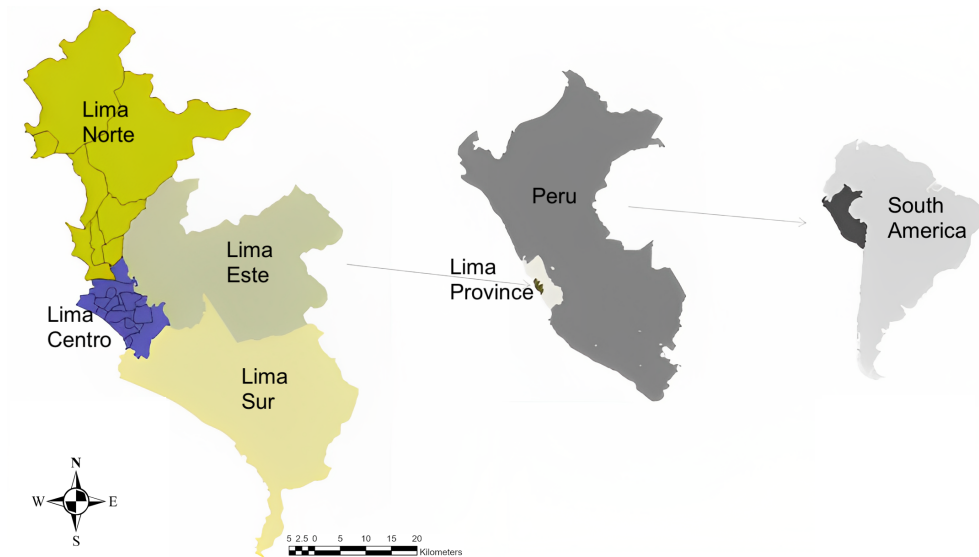 Lima
Norte
Lima
Este
Lima
Centro
Lima
Sur
Peru
Lima
Province
South
America
N
W E
S
5 2.5 0 5 10 15 20
Kilometers